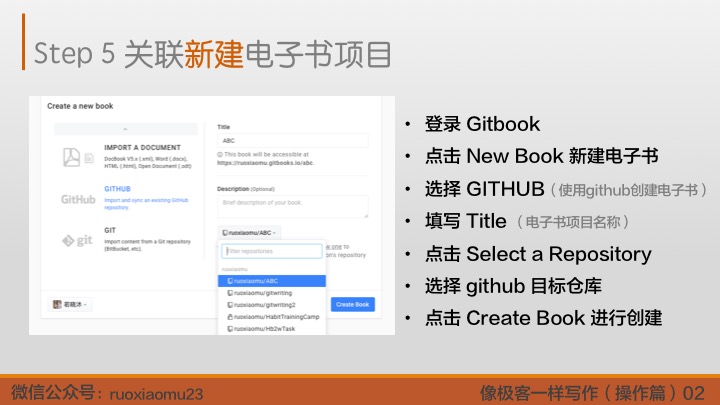 Step 5 关联新建电子书项目
Create a new book
IMPORT A DOCUMENT
DocBook V5.x (.xml), Word (.docx),
HTML (.html), Open Document (.odt)
GITHUB
GitHub
Import and sync an existing GitHub
repository.
GIT
git
Import content from a Git repository
(BitBucket, etc).
若晓沐
Title
ABC
This book will be accessible at
https://ruoxiaomu.gitbooks.io/abc.
Description (Optional)
Brief description of your book.
ruoxiaomu/ABC
Filter repositories
ruoxiaomu
ruoxiaomu/ABC
ruoxiaomu/gitwriting
ruoxiaomu/gitwriting2
ruoxiaomu/HabitTrainingCamp
ruoxiaomu/Hb2wTask
one to
's repository
Create Book
• 登录 Gitbook
• 点击 New Book 新建电子书
• 选择 GITHUB（使用github创建电子书）
• 填写 Title （电子书项目名称）
• 点击 Select a Repository
• 选择 github 目标仓库
• 点击 Create Book 进行创建
微信公众号：ruoxiaomu23
像极客一样写作（操作篇）02